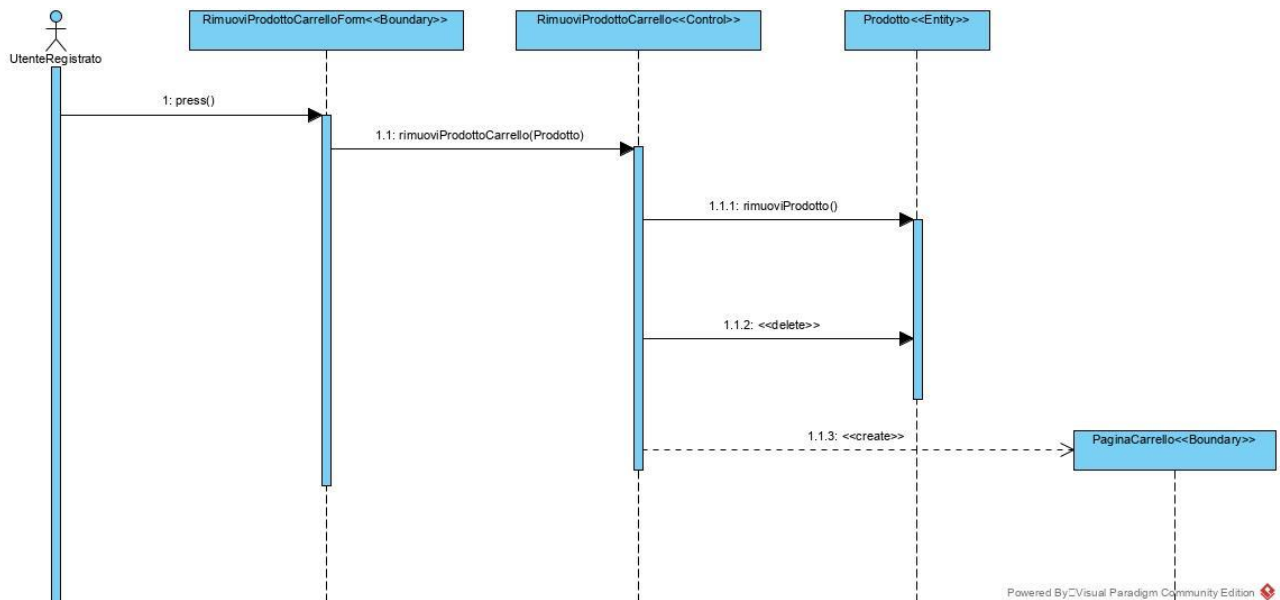 RimuoviProdottoCarrelloForm<<Boundary>>
RimuoviProdottoCarrello<<Control>>
Prodotto<<Entity>>
UtenteRegistrato
1: press()
1.1: rimuoviProdottoCarrello(Prodotto)
1.1.1: rimuoviProdotto()
1.1.2: <<delete>>
1.1.3: <<create>>
PaginaCarrello<<Boundary>>
Powered By□Visual Paradigm Community Edition